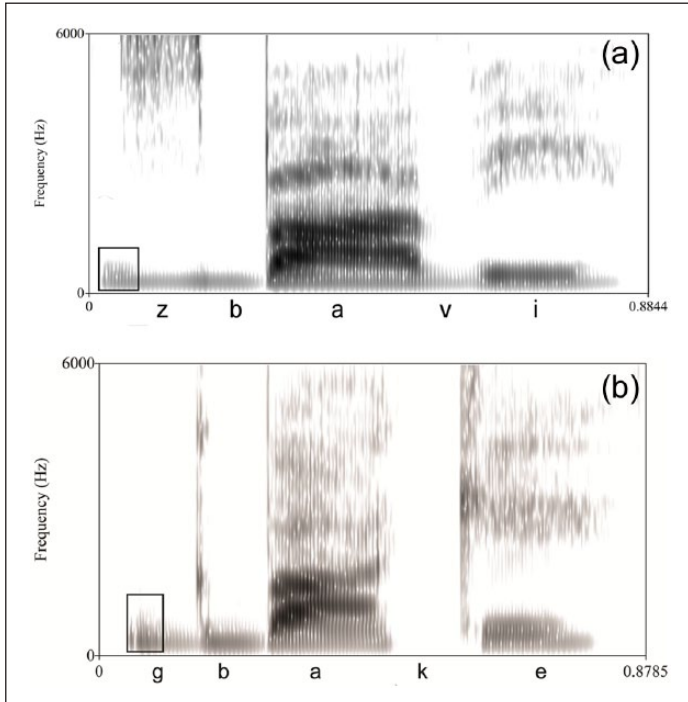 6000
(a)
Frequency (Hz)
0
0
z b a v i
0.8844
6000
(b)
Frequency (Hz)
0
0
g b a k e
0.8785